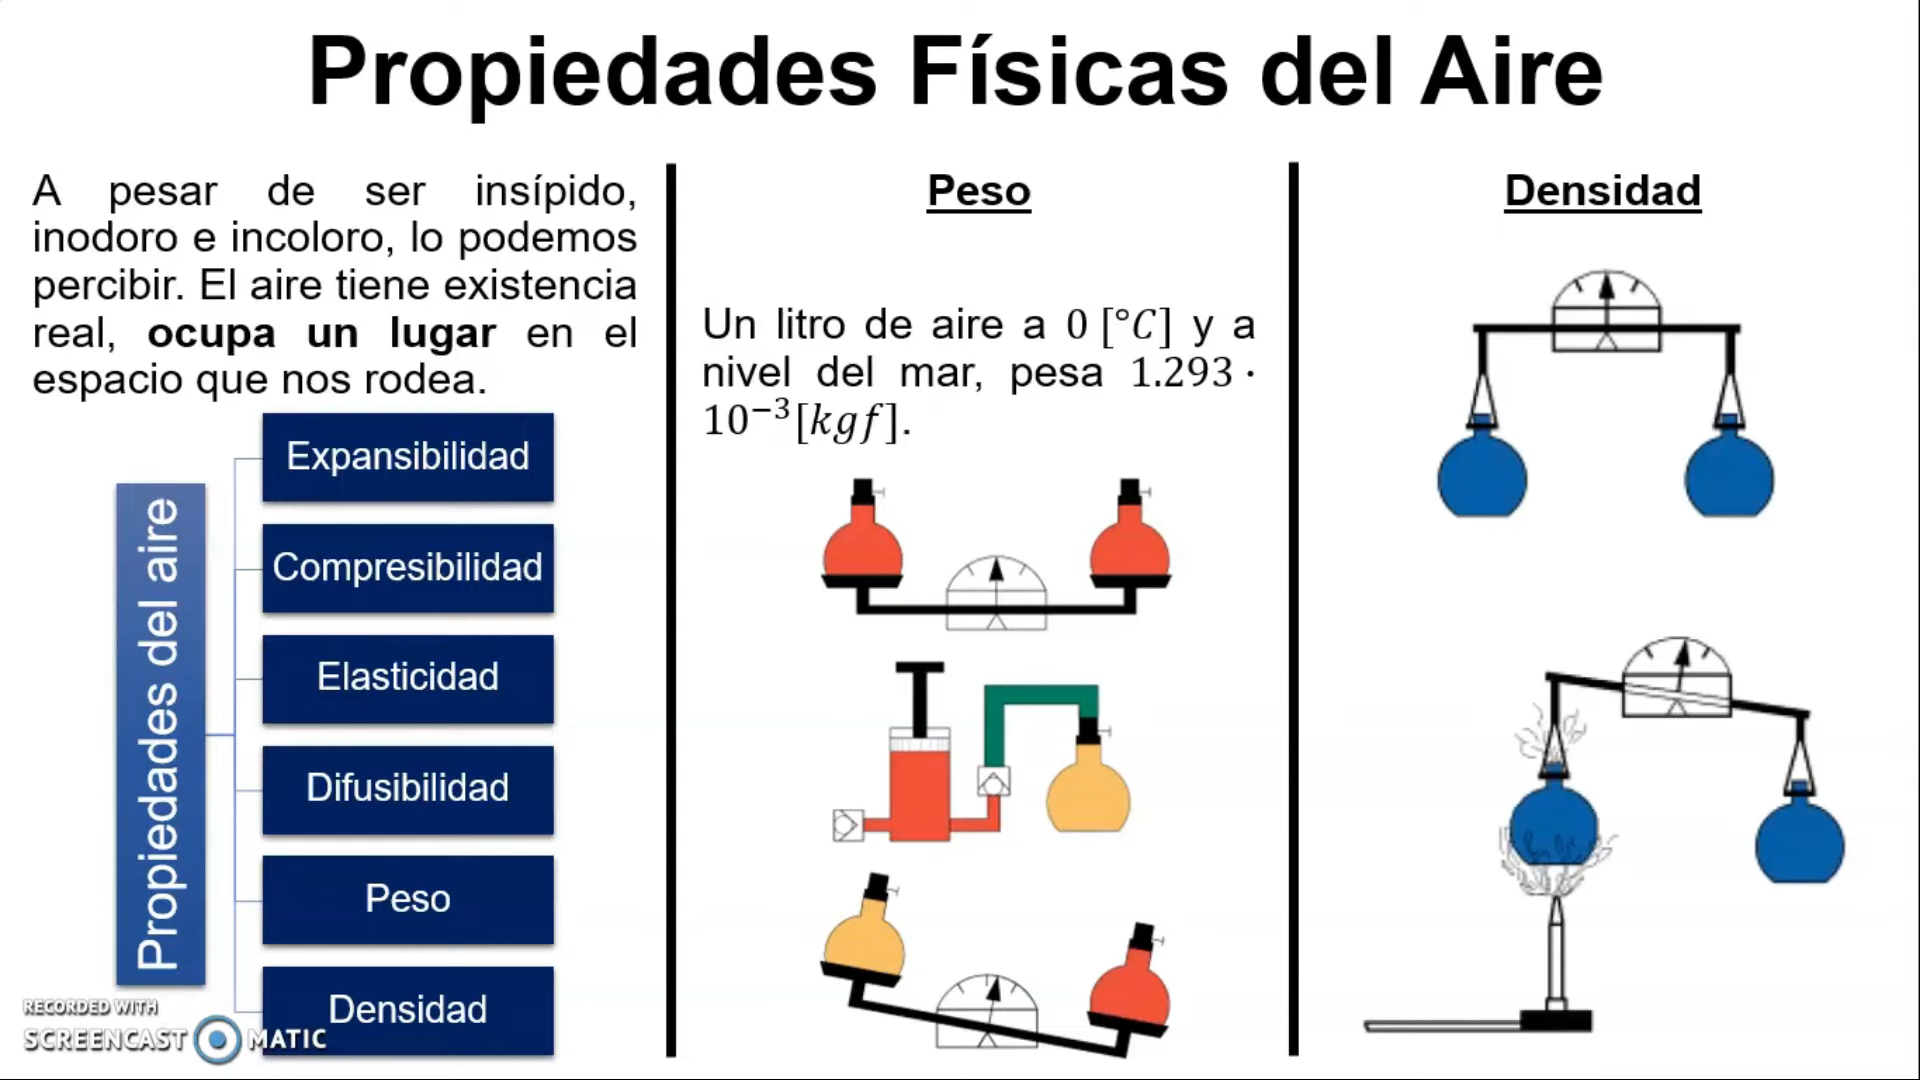 Propiedades Físicas del Aire
A pesar de ser insípido,
inodoro e incoloro, lo podemos
percibir. El aire tiene existencia
real, ocupa un lugar en el
espacio que nos rodea.
Propiedades del aire
Expansibilidad
Compresibilidad
Elasticidad
Difusibilidad
Peso
Densidad
Peso
Un litro de aire a 0 [°C] y a
nivel del mar, pesa 1.293 ·
10⁻³[kgf].
Densidad
RECORDED WITH
SCREENCAST MATIC